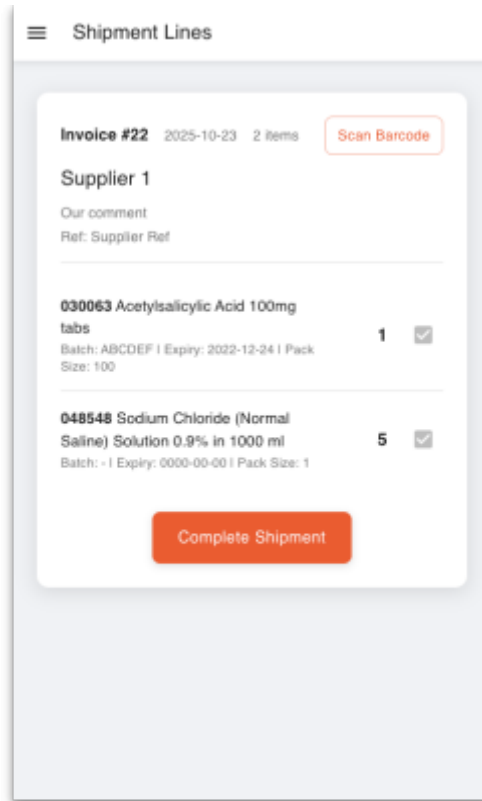 Shipment Lines
Invoice #22 2025-10-23 2 items Scan Barcode
Supplier 1
Our comment
Ref: Supplier Ref
030063 Acetylsalicylic Acid 100mg
tabs
1
Batch: ABCDEF I Expiry: 2022-12-24 I Pack
Size: 100
048548 Sodium Chloride (Normal
Saline) Solution 0.9% in 1000 ml
5
Batch: - I Expiry: 0000-00-00 I Pack Size: 1
Complete Shipment